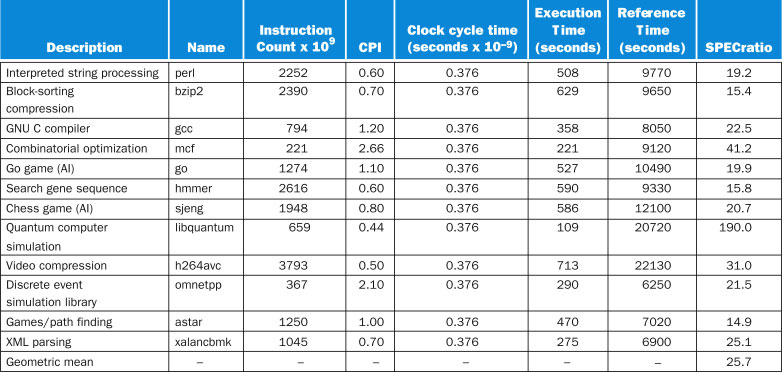 Description Name Instruction Count x 10^9 CPI Clock cycle time (seconds x 10^–9) Execution Time (seconds) Reference Time (seconds) SPECratio
Interpreted string processing perl 2252 0.60 0.376 508 9770 19.2
Block-sorting compression bzip2 2390 0.70 0.376 629 9650 15.4
GNU C compiler gcc 794 1.20 0.376 358 8050 22.5
Combinatorial optimization mcf 221 2.66 0.376 221 9120 41.2
Go game (AI) go 1274 1.10 0.376 527 10490 19.9
Search gene sequence hmmer 2616 0.60 0.376 590 9330 15.8
Chess game (AI) sjeng 1948 0.80 0.376 586 12100 20.7
Quantum computer simulation libquantum 659 0.44 0.376 109 20720 190.0
Video compression h264avc 3793 0.50 0.376 713 22130 31.0
Discrete event simulation library omnetpp 367 2.10 0.376 290 6250 21.5
Games/path finding astar 1250 1.00 0.376 470 7020 14.9
XML parsing xalancbmk 1045 0.70 0.376 275 6900 25.1
Geometric mean – – – – – – 25.7